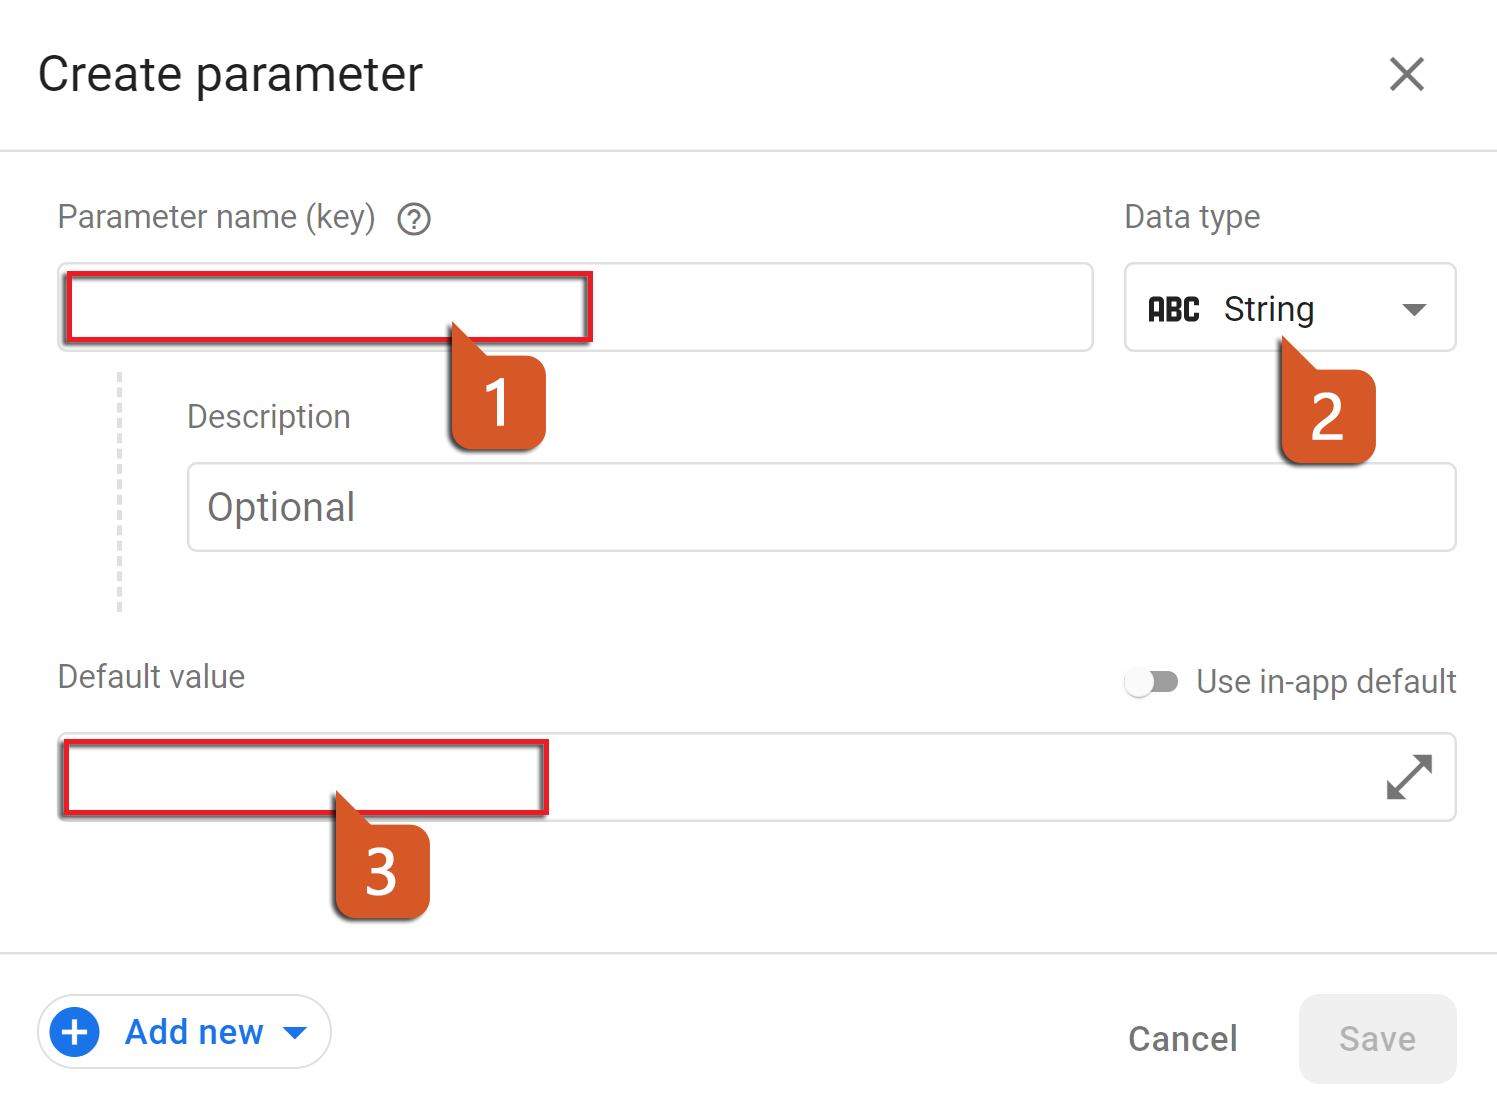 Create parameter
Parameter name (key) ?
Data type
ABC String
1
2
Description
Optional
Default value
Use in-app default
3
Add new
Cancel
Save